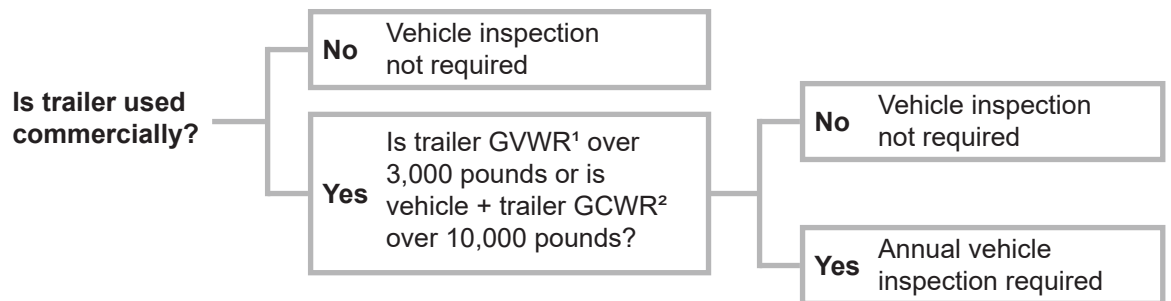 Is trailer used
commercially?
No
Vehicle inspection
not required
Yes
Is trailer GVWR¹ over
3,000 pounds or is
vehicle + trailer GCWR²
over 10,000 pounds?
No
Vehicle inspection
not required
Yes
Annual vehicle
inspection required